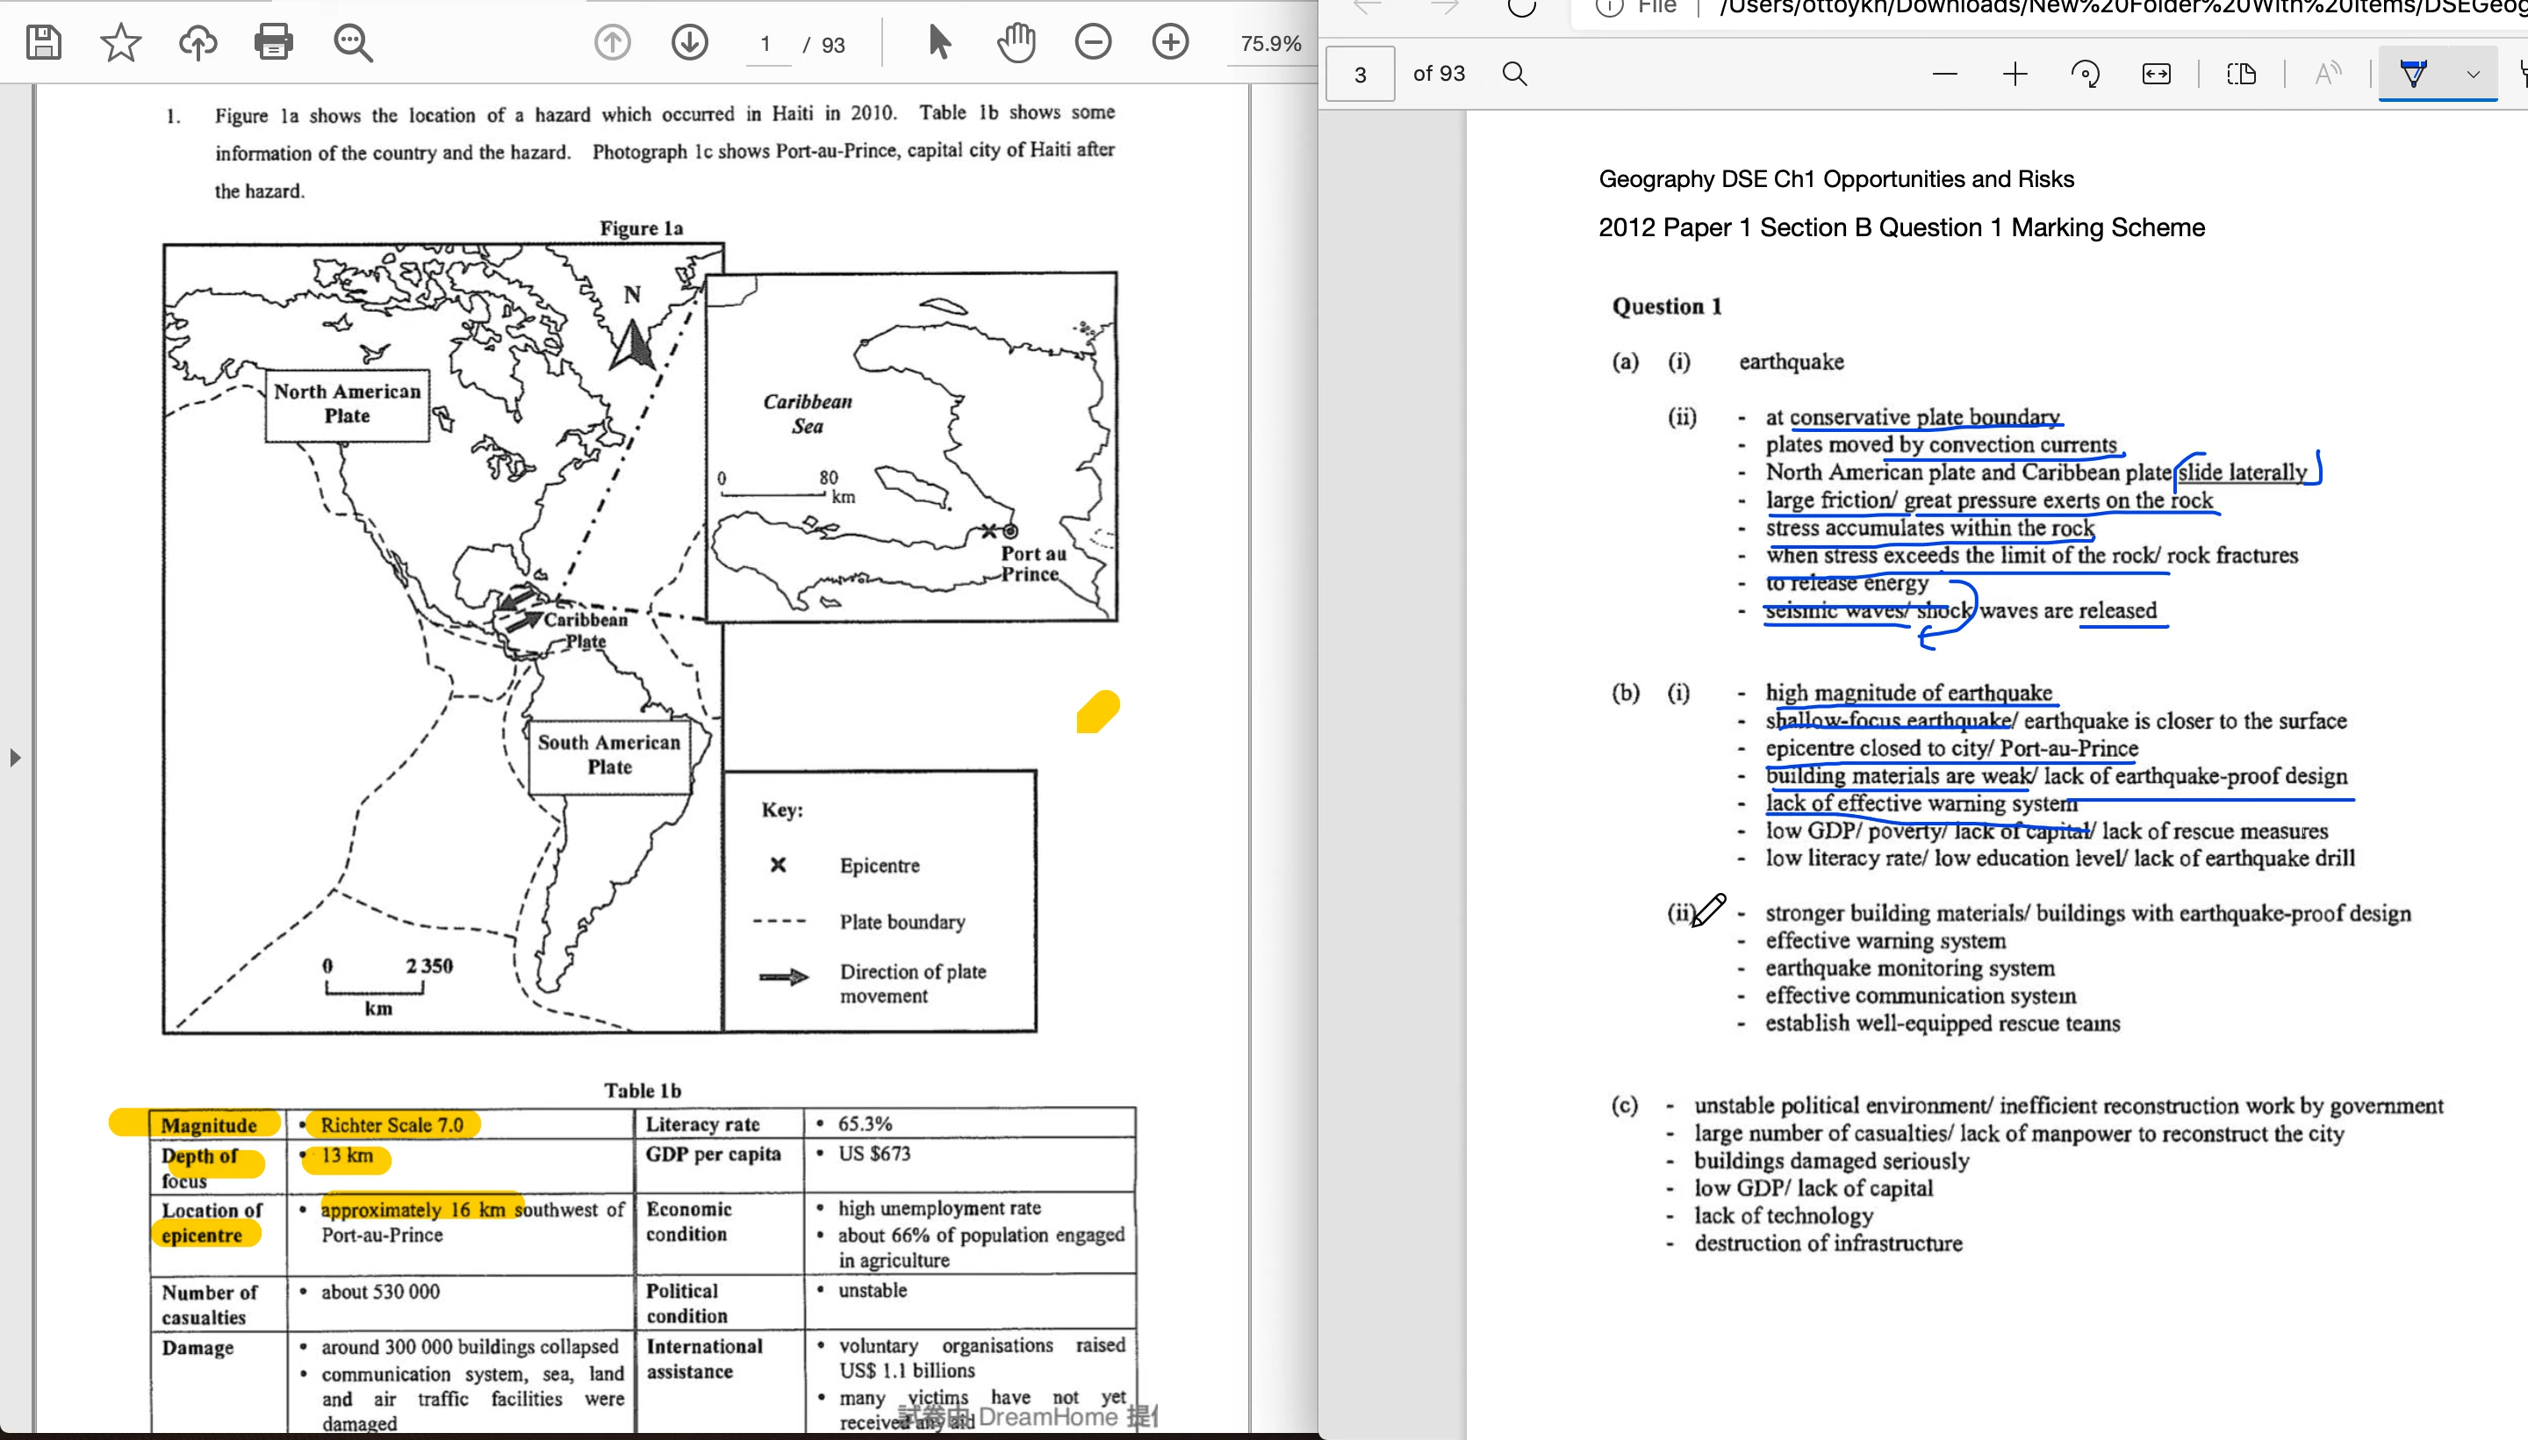 1 / 93 75.9%
1. Figure 1a shows the location of a hazard which occurred in Haiti in 2010. Table 1b shows some
information of the country and the hazard. Photograph 1c shows Port-au-Prince, capital city of Haiti after
the hazard.
Figure 1a
N
North American
Plate
Caribbean
Sea
0 80
km
Port au
Prince
Caribbean
Plate
South American
Plate
0 2 350
km
Key:
Epicentre
Plate boundary
Direction of plate
movement
Table 1b
Magnitude • Richter Scale 7.0 Literacy rate • 65.3%
Depth of • 13 km GDP per capita • US $673
focus
Location of • approximately 16 km southwest of Economic • high unemployment rate
epicentre Port-au-Prince condition • about 66% of population engaged
in agriculture
Number of • about 530 000 Political • unstable
casualties condition
Damage • around 300 000 buildings collapsed International • voluntary organisations raised
• communication system, sea, land assistance US$ 1.1 billions
and air traffic facilities were • many victims have not yet
damaged received any aid
試卷由 DreamHome
File | /Users/ottoykh/Downloads/New%20Folder%20With%20Items/DSEGeog
3 of 93
Geography DSE Ch1 Opportunities and Risks
2012 Paper 1 Section B Question 1 Marking Scheme
Question 1
(a) (i) earthquake
(ii) - at conservative plate boundary
- plates moved by convection currents
- North American plate and Caribbean plate slide laterally
- large friction/ great pressure exerts on the rock
- stress accumulates within the rock
- when stress exceeds the limit of the rock/ rock fractures
- to release energy
- seismic waves/ shock waves are released
(b) (i) - high magnitude of earthquake
- shallow-focus earthquake/ earthquake is closer to the surface
- epicentre closed to city/ Port-au-Prince
- building materials are weak/ lack of earthquake-proof design
- lack of effective warning system
- low GDP/ poverty/ lack of capital/ lack of rescue measures
- low literacy rate/ low education level/ lack of earthquake drill
(ii) - stronger building materials/ buildings with earthquake-proof design
- effective warning system
- earthquake monitoring system
- effective communication system
- establish well-equipped rescue teams
(c) - unstable political environment/ inefficient reconstruction work by government
- large number of casualties/ lack of manpower to reconstruct the city
- buildings damaged seriously
- low GDP/ lack of capital
- lack of technology
- destruction of infrastructure